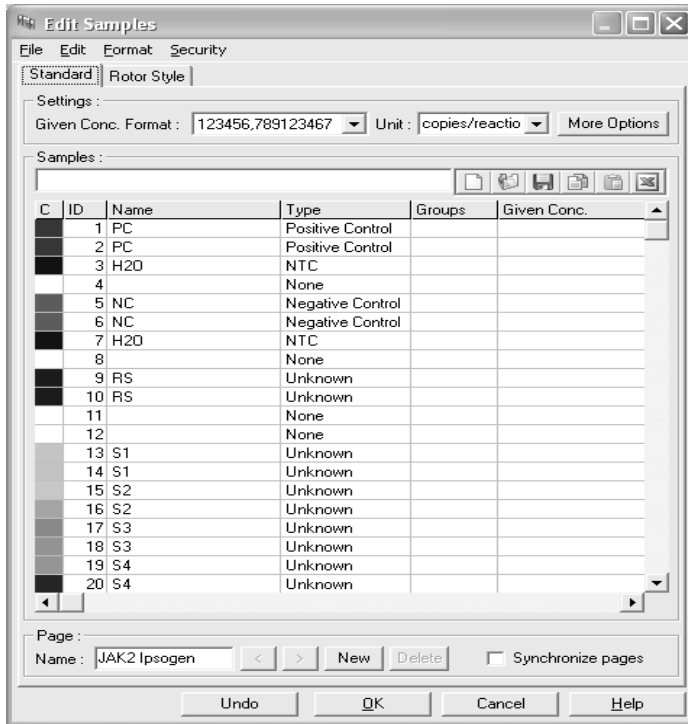 Edit Samples
File Edit Format Security
Standard Rotor Style
Settings :
Given Conc. Format : 123456,789123467 Unit : copies/reactio More Options
Samples :
C ID Name Type Groups Given Conc.
1 PC Positive Control
2 PC Positive Control
3 H2O NTC
4 None
5 NC Negative Control
6 NC Negative Control
7 H2O NTC
8 None
9 RS Unknown
10 RS Unknown
11 None
12 None
13 S1 Unknown
14 S1 Unknown
15 S2 Unknown
16 S2 Unknown
17 S3 Unknown
18 S3 Unknown
19 S4 Unknown
20 S4 Unknown
Page :
Name : JAK2 Ipsogen < > New Delete Synchronize pages
Undo OK Cancel Help